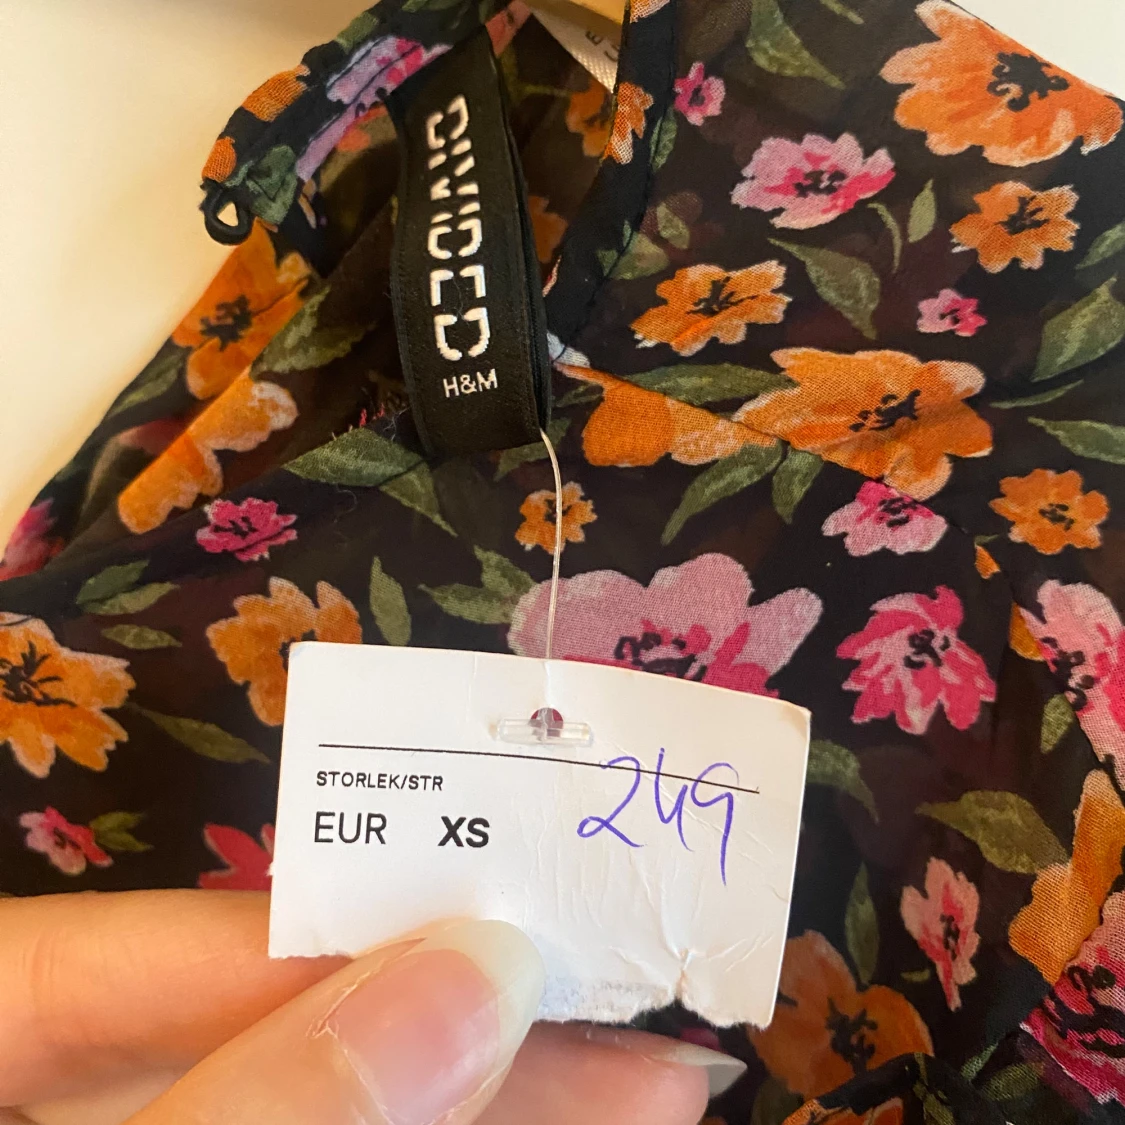 DIVIDED
H&M
STORLEK/STR
EUR XS 249